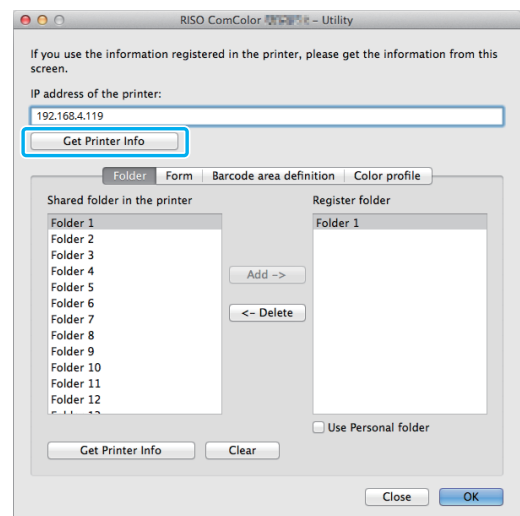 RISO ComColor – Utility
If you use the information registered in the printer, please get the information from this
screen.
IP address of the printer:
192.168.4.119
Get Printer Info
Folder Form Barcode area definition Color profile
Shared folder in the printer Register folder
Folder 1 Folder 1
Folder 2
Folder 3
Folder 4
Add ->
Folder 5
Folder 6
<- Delete
Folder 7
Folder 8
Folder 9
Folder 10
Folder 11
Folder 12
Use Personal folder
Get Printer Info Clear
Close OK